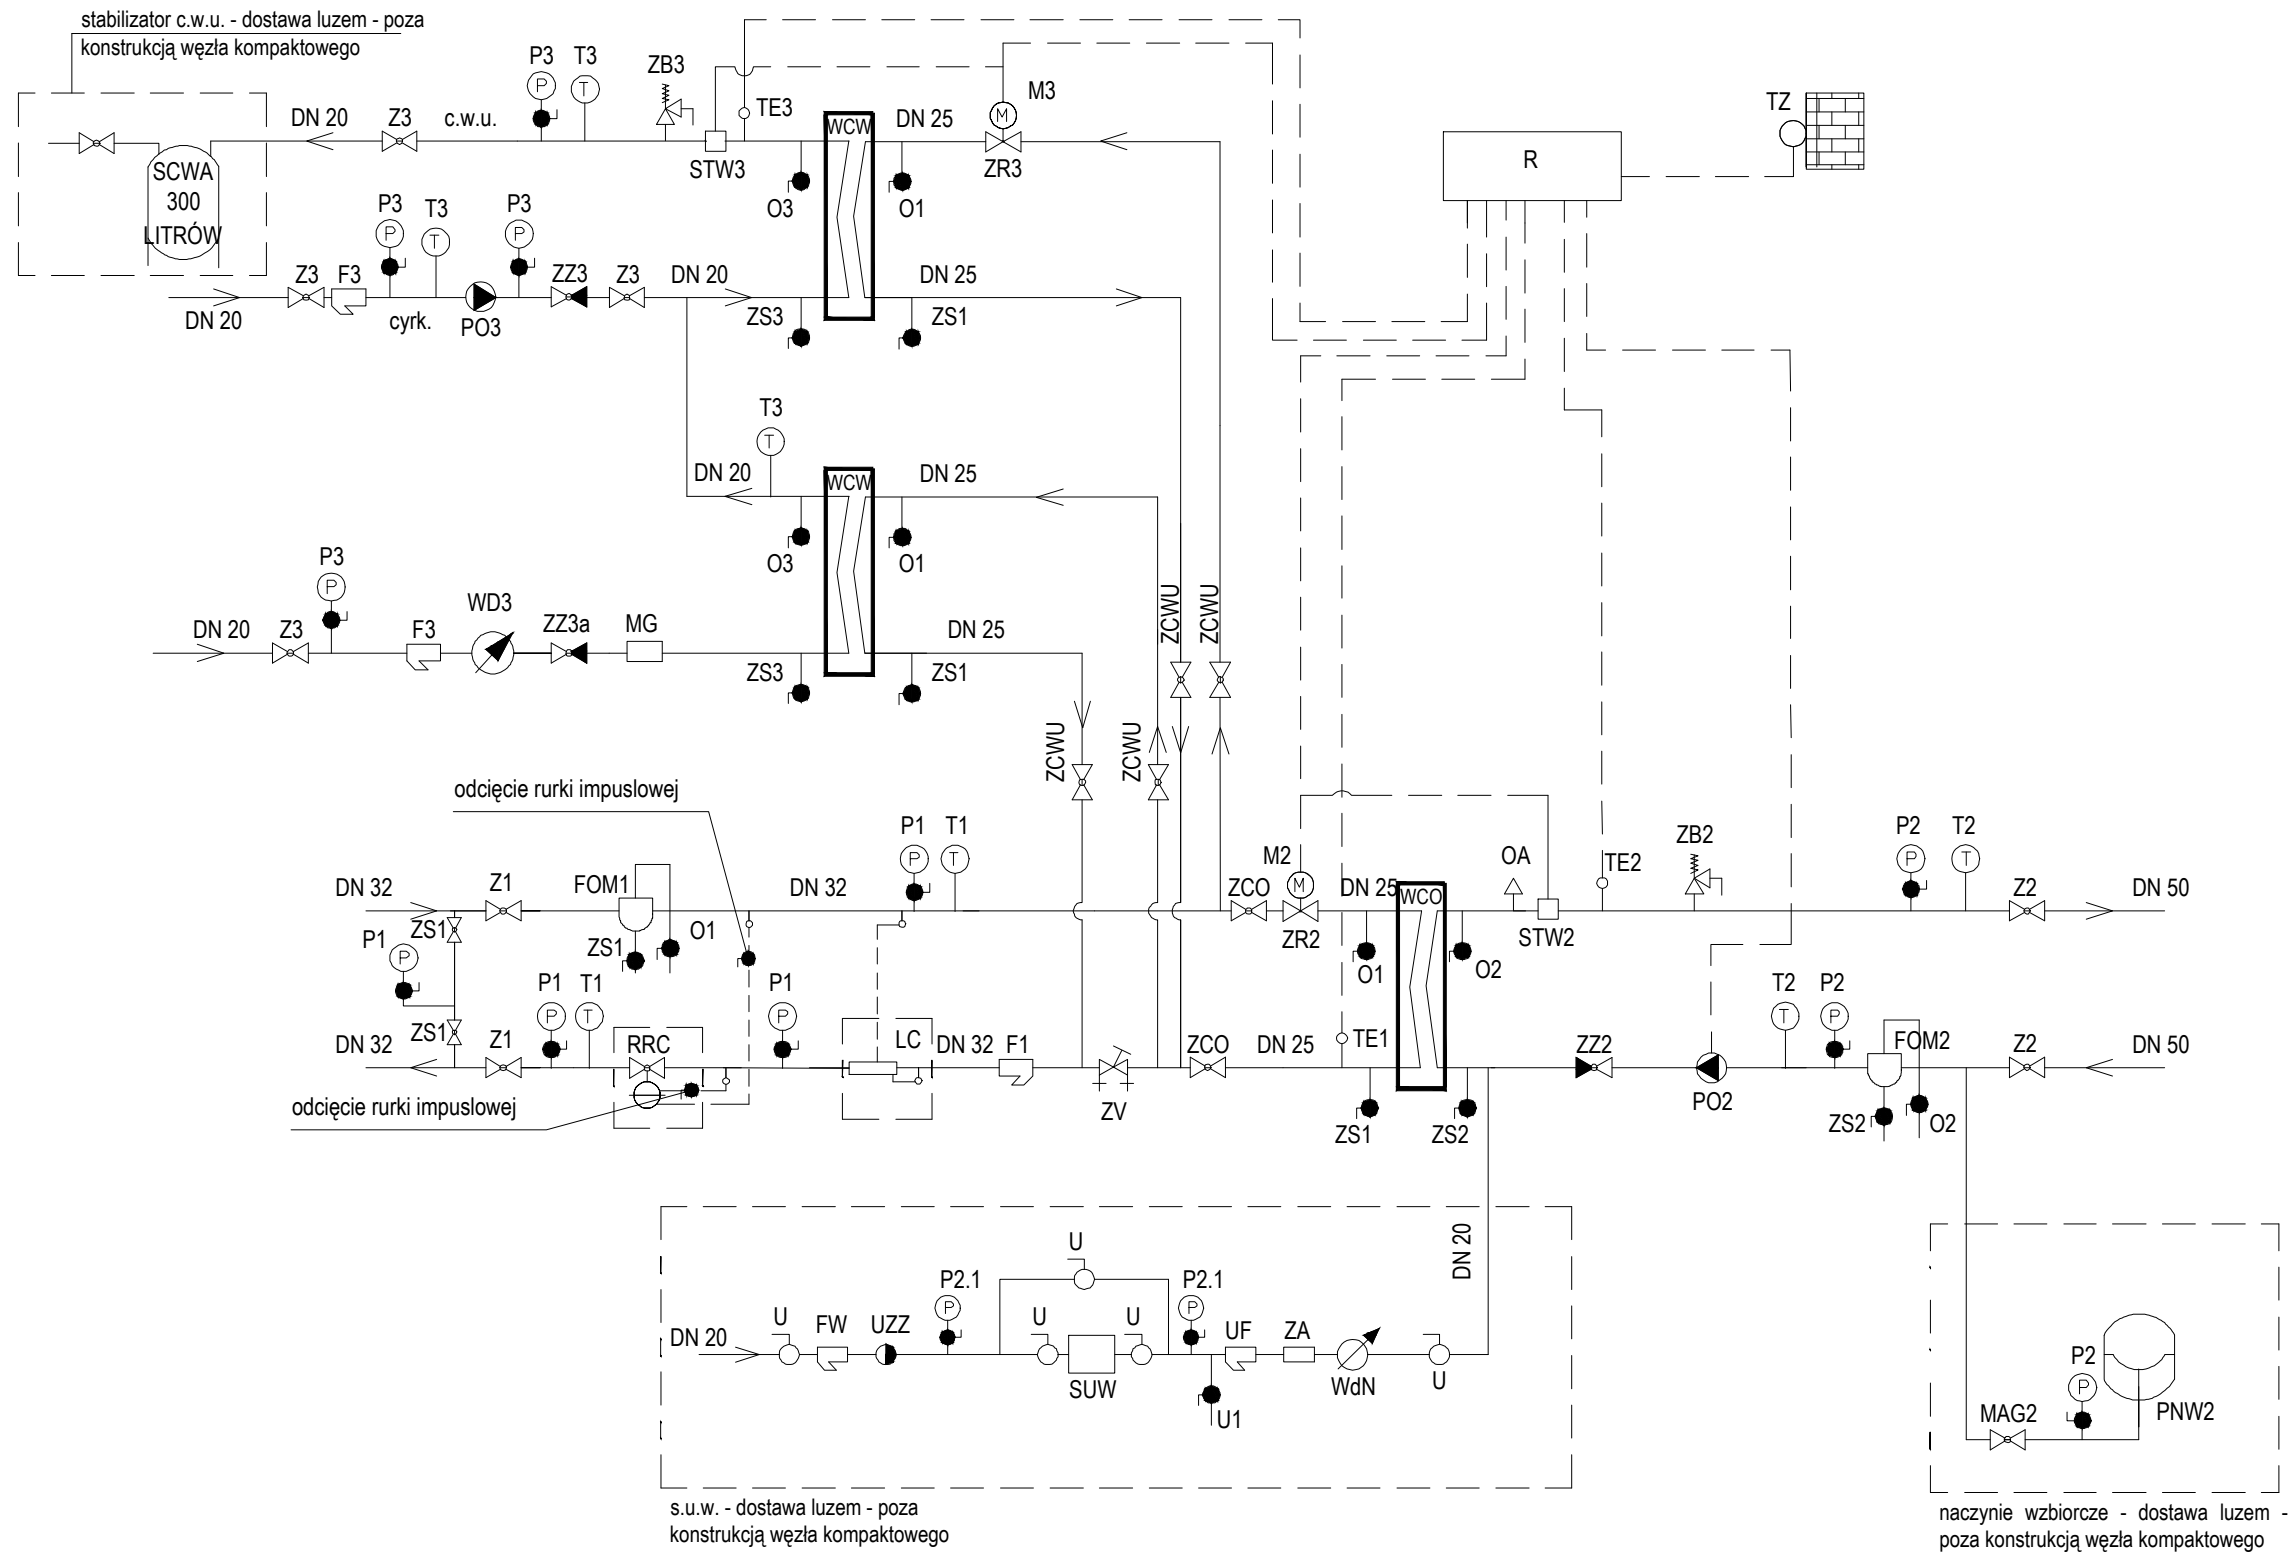 stabilizator c.w.u. - dostawa luzem - poza
konstrukcją węzła kompaktowego
P3
T3
ZB3
TE3
M3
TZ
DN 20
Z3
c.w.u.
P
T
WCW
DN 25
M
STW3
ZR3
R
SCWA
300
LITRÓW
O3
O1
P3
T3
P3
P
T
P
Z3
F3
ZZ3
Z3
DN 20
DN 25
DN 20
cyrk.
PO3
ZS3
ZS1
T3
T
DN 20
WCW
DN 25
O3
O1
P3
P
WD3
DN 20
Z3
F3
ZZ3a
MG
DN 25
ZS3
ZS1
ZCWU
ZCWU
ZCWU
ZCWU
odcięcie rurki impuslowej
P1
T1
P
T
M2
M
OA
TE2
ZB2
P2
T2
P
T
DN 32
Z1
FOM1
DN 32
ZCO
DN 25
WCO
Z2
DN 50
ZS1
P1
P
ZS1
O1
ZR2
O1
O2
STW2
P1
T1
P
T
P1
P
T2
P2
T
P
ZS1
DN 32
Z1
RRC
LC
DN 32
F1
ZCO
DN 25
TE1
ZZ2
FOM2
Z2
DN 50
odcięcie rurki impuslowej
ZV
ZS1
ZS2
PO2
ZS2
O2
DN 20
U
P2.1
P
P2.1
P
DN 20
U
FW
UZZ
U
U
UF
ZA
SUW
WdN
U
U1
P2
P
MAG2
PNW2
s.u.w. - dostawa luzem - poza
konstrukcją węzła kompaktowego
naczynie wzbiorcze - dostawa luzem -
poza konstrukcją węzła kompaktowego